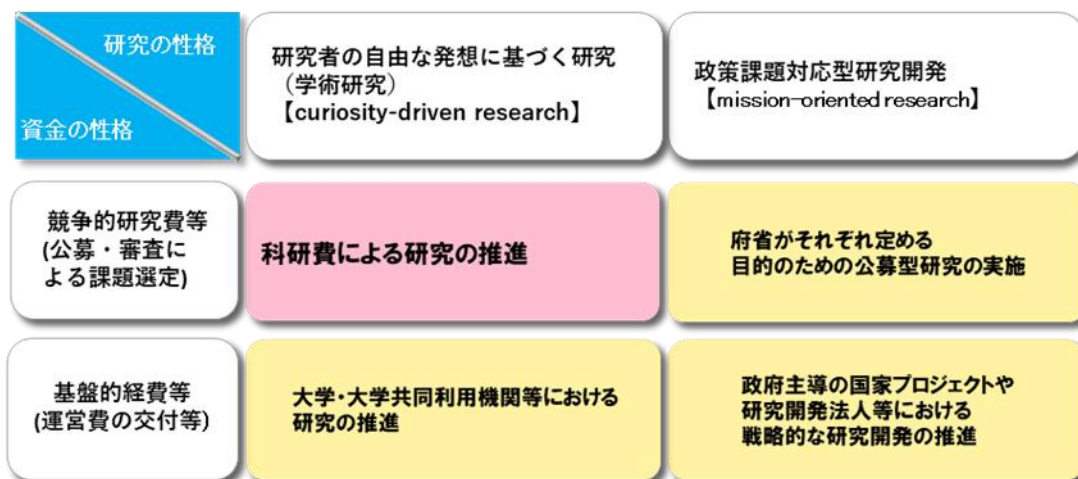 研究の性格
資金の性格
研究者の自由な発想に基づく研究
(学術研究)
【curiosity-driven research】
政策課題対応型研究開発
【mission-oriented research】
競争的研究費等
(公募・審査に
よる課題選定)
科研費による研究の推進
府省がそれぞれ定める
目的のための公募型研究の実施
基盤的経費等
(運営費の交付等)
大学・大学共同利用機関等における
研究の推進
政府主導の国家プロジェクトや
研究開発法人等における
戦略的な研究開発の推進